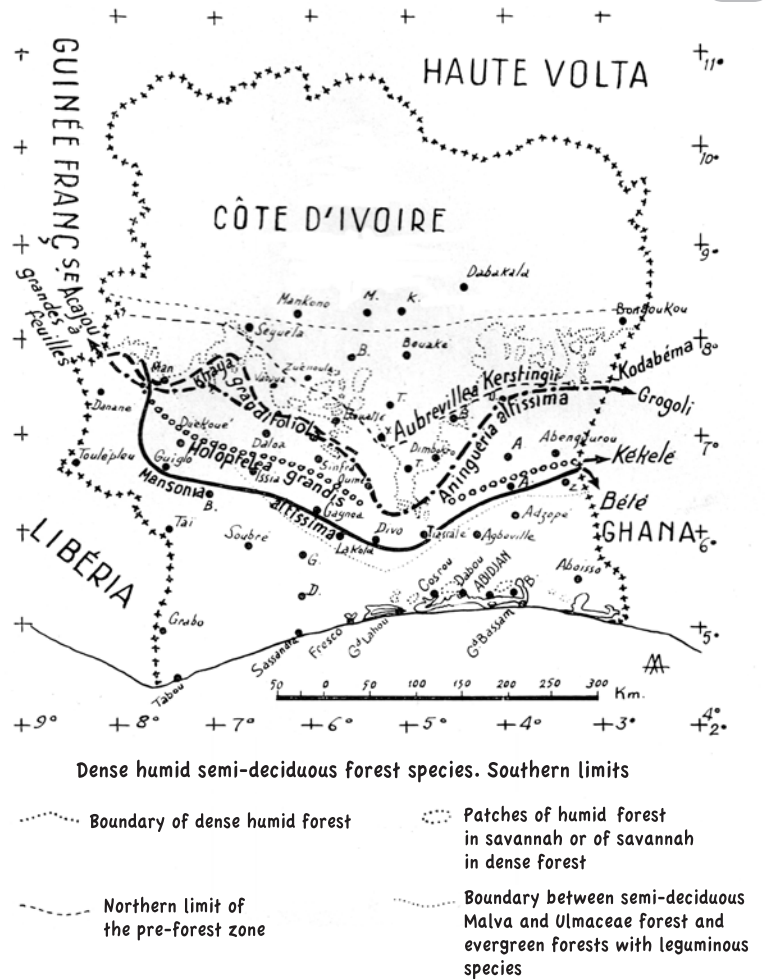 GUINÉE FRANÇSE
HAUTE VOLTA
11°
10°
CÔTE D'IVOIRE
9°
Dabakala
Mankono
M.
K.
Bondoukou
Acajou
à
grandes
feuilles
Séguéla
B.
Bouaké
8°
Man
Khaya grandifoliola
Zuénoula
Aubrevillea Kerstingii
Kodabéma
Danané
T.
Grogoli
Bouaflé
B.
Aningueria altissima
Duékoué
Daloa
Dimbokro
A.
Abengourou
7°
Toulépleu
Guiglo
Holoptelea grandis
Sinfra
Issia
Oumé
T.
Kékélé
Mansonia altissima
B.
A.
Bété
Gagnoa
Adzopé
GHANA
Taï
Soubré
Lakota
Divo
Tiassalé
Agboville
6°
LIBÉRIA
G.
D.
Cosrou
Dabou
ABIDJAN
B.
Aboisso
Grabo
Sassandra
Fresco
Gd Lahou
Gd Bassam
5°
Tabou
50 0 50 100 150 200 250 300
Km.
4°
9° 8° 7° 6° 5° 4° 3° 2°
Dense humid semi-deciduous forest species. Southern limits
Boundary of dense humid forest
Patches of humid forest
in savannah or of savannah
in dense forest
Northern limit of
the pre-forest zone
Boundary between semi-deciduous
Malva and Ulmaceae forest and
evergreen forests with leguminous
species